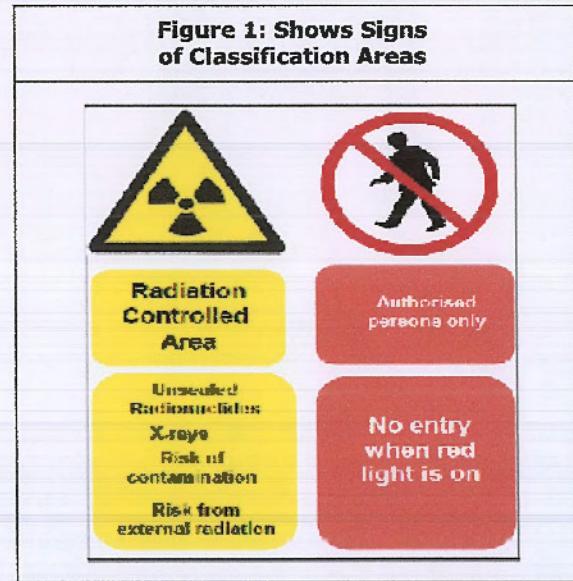 Figure 1: Shows Signs
of Classification Areas
Radiation
Controlled
Area
Authorised
persons only
Unsealed
Radionuclides
X-rays
Risk of
contamination
Risk from
external radiation
No entry
when red
light is on